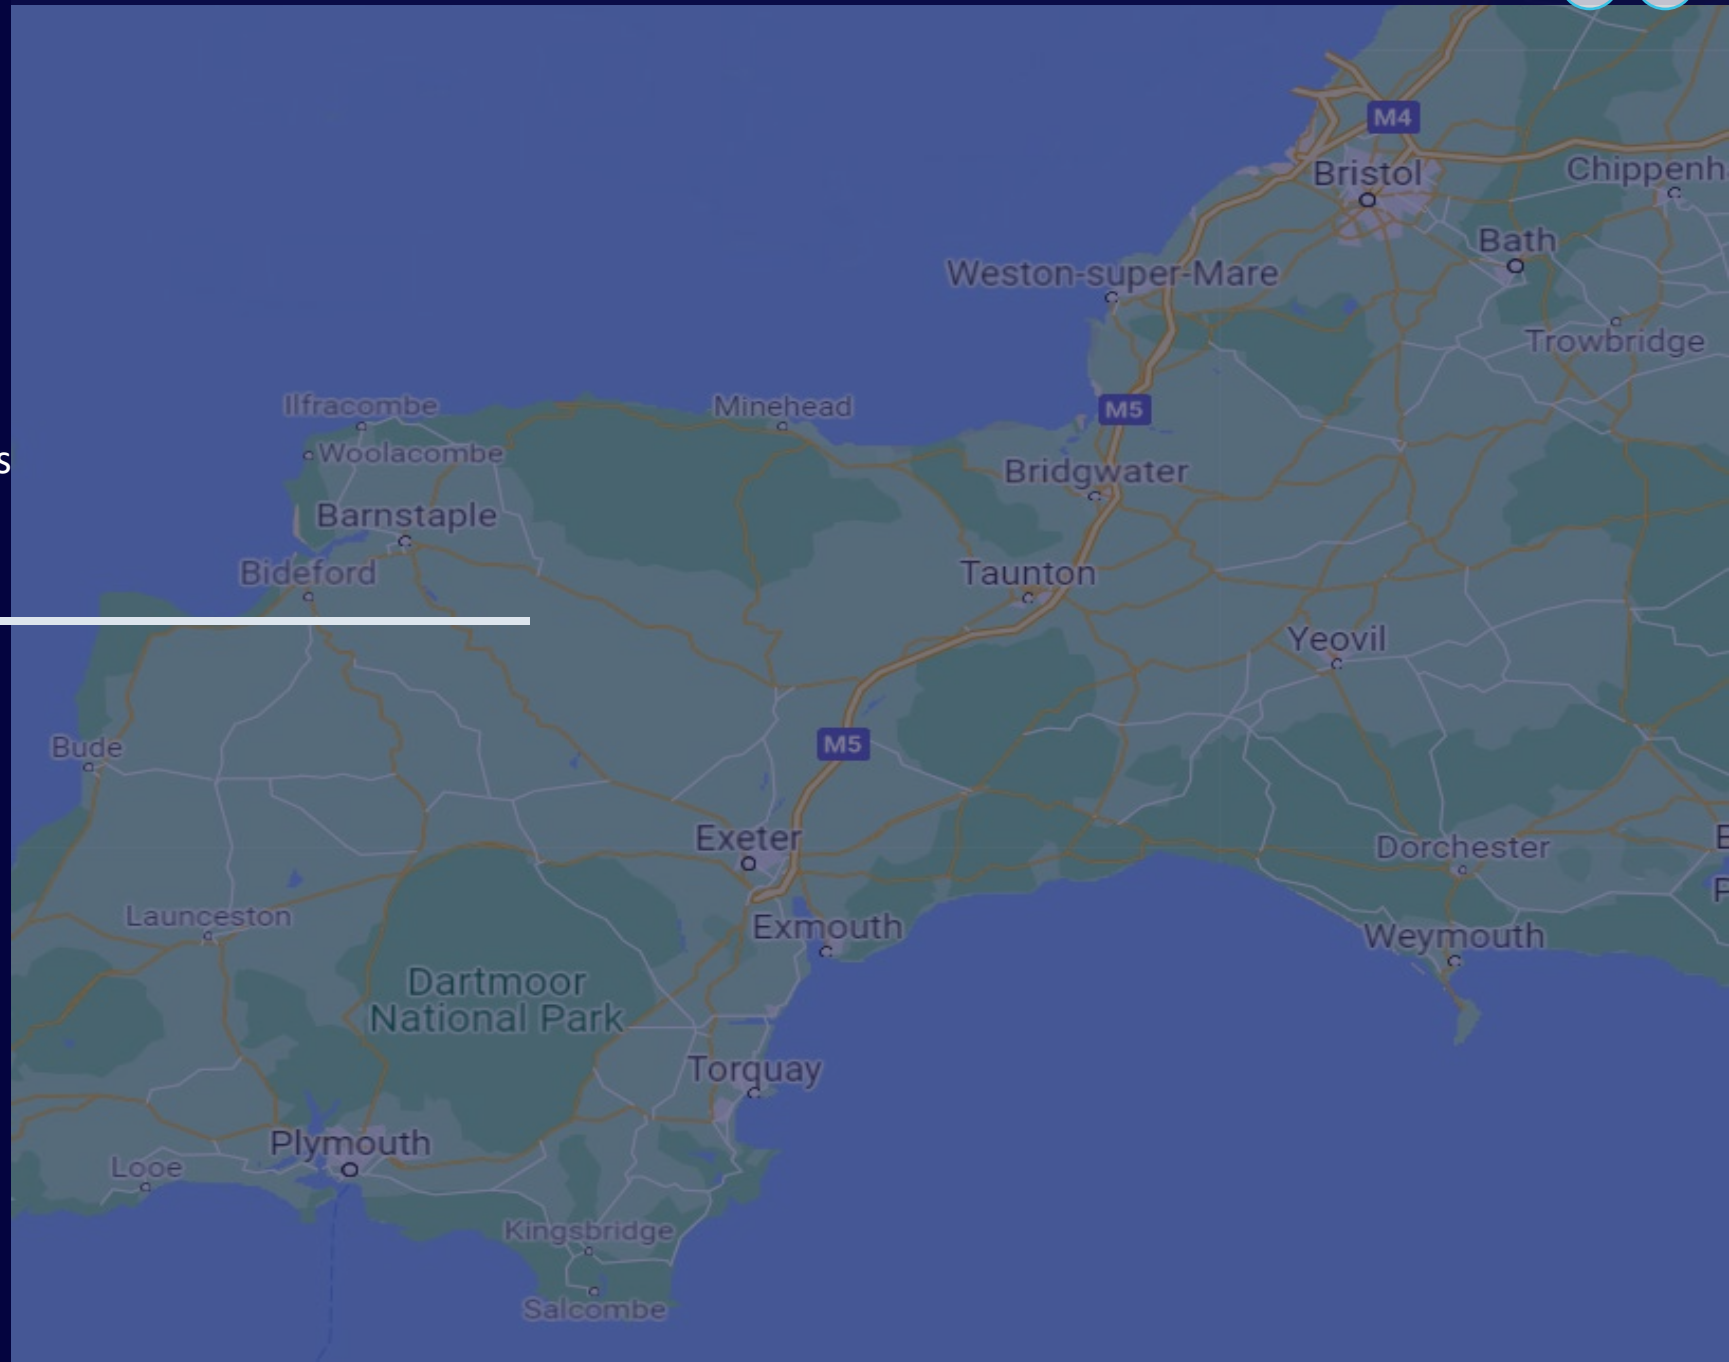 M4
Bristol
Chippenh
Bath
Weston-super-Mare
Trowbridge
Ilfracombe
Minehead
M5
Woolacombe
s
Bridgwater
Barnstaple
Bideford
Taunton
Yeovil
Bude
M5
Exeter
Dorchester
E
P
Launceston
Exmouth
Weymouth
Dartmoor
National Park
Torquay
Plymouth
Looe
Kingsbridge
Salcombe